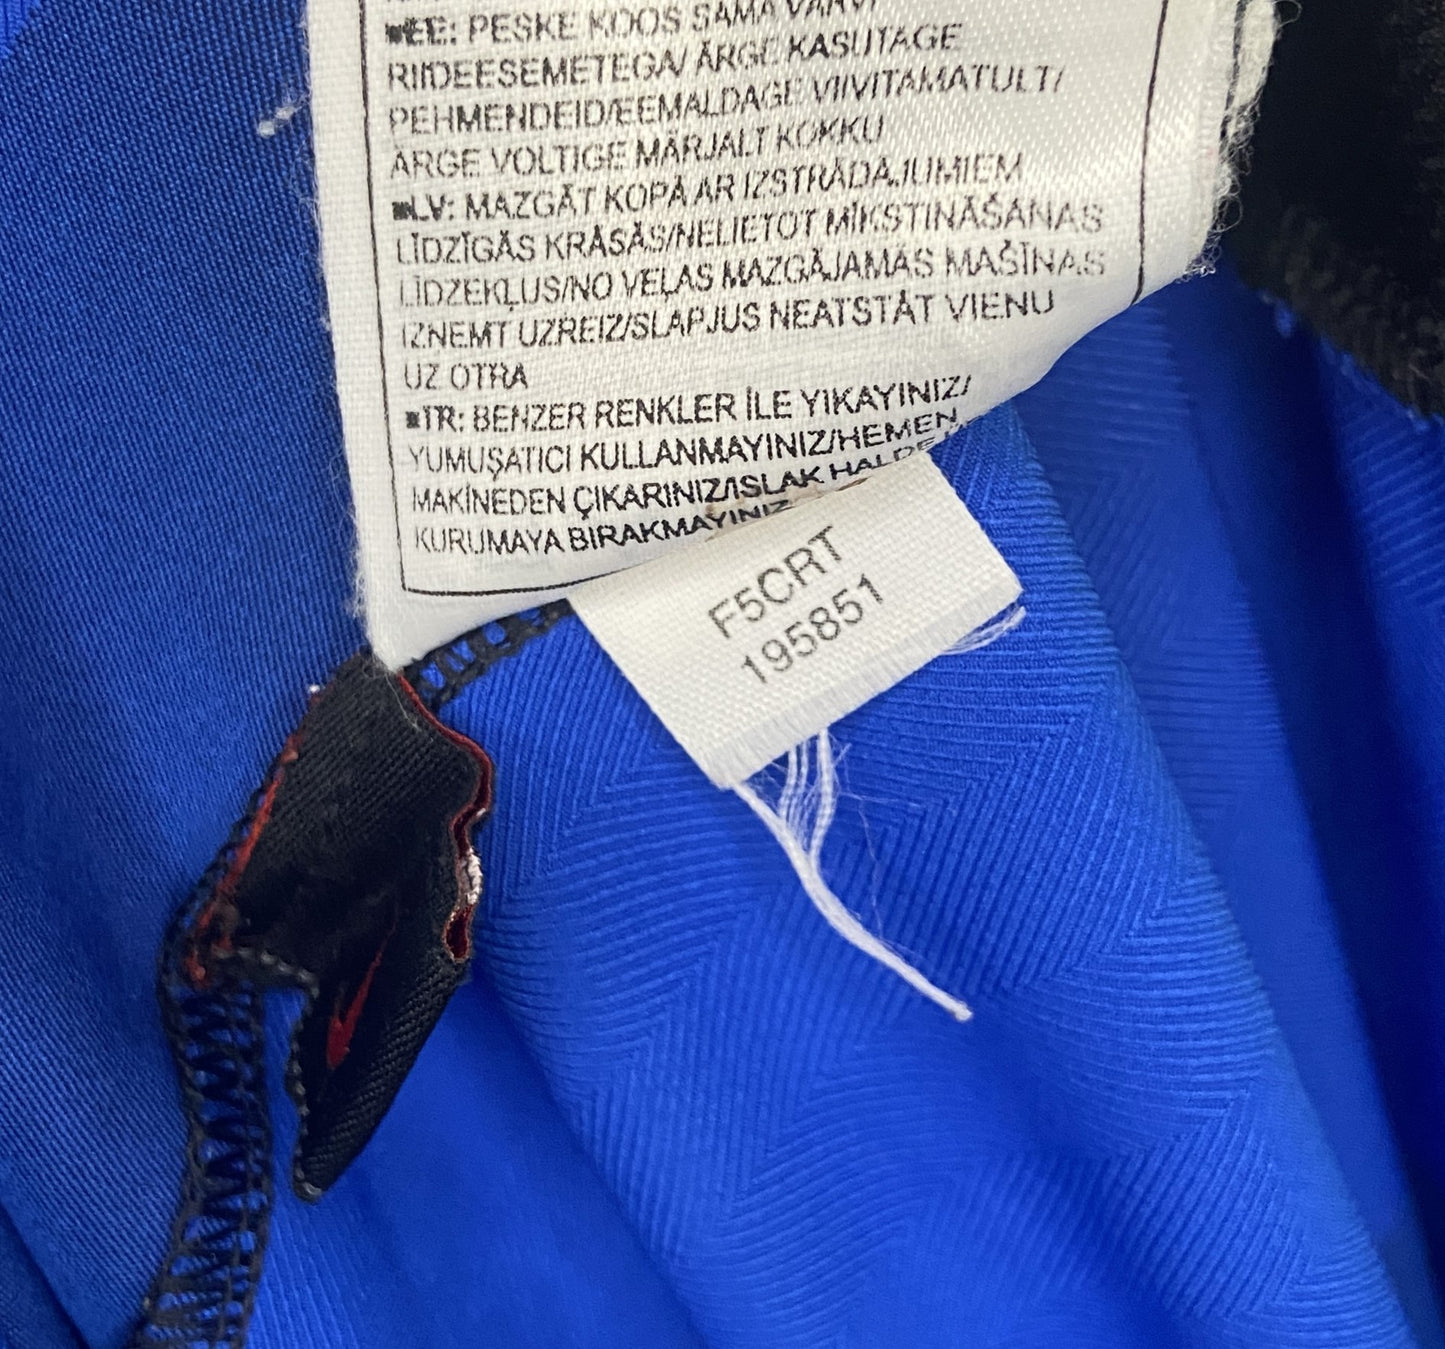 ■EE: PESKE KOOS SAMA VÄRVI
RIIDEESEMETEGA/ ÄRGE KASUTAGE
PEHMENDEID/EEMALDAGE VIIVITAMATULT/
ÄRGE VOLTIGE MÄRJALT KOKKU
■LV: MAZGĀT KOPĀ AR IZSTRĀDĀJUMIEM
LĪDZĪGĀS KRĀSĀS/NELIETOT MĪKSTINĀŠANAS
LĪDZEKĻUS/NO VEĻAS MAZGĀJAMĀS MAŠĪNAS
IZŅEMT UZREIZ/SLAPJUS NEATSTĀT VIENU
UZ OTRA
■TR: BENZER RENKLER İLE YIKAYINIZ/
YUMUŞATICI KULLANMAYINIZ/HEMEN
MAKİNEDEN ÇIKARINIZ/ISLAK HALDE
KURUMAYA BIRAKMAYINIZ
F5CRT
195851